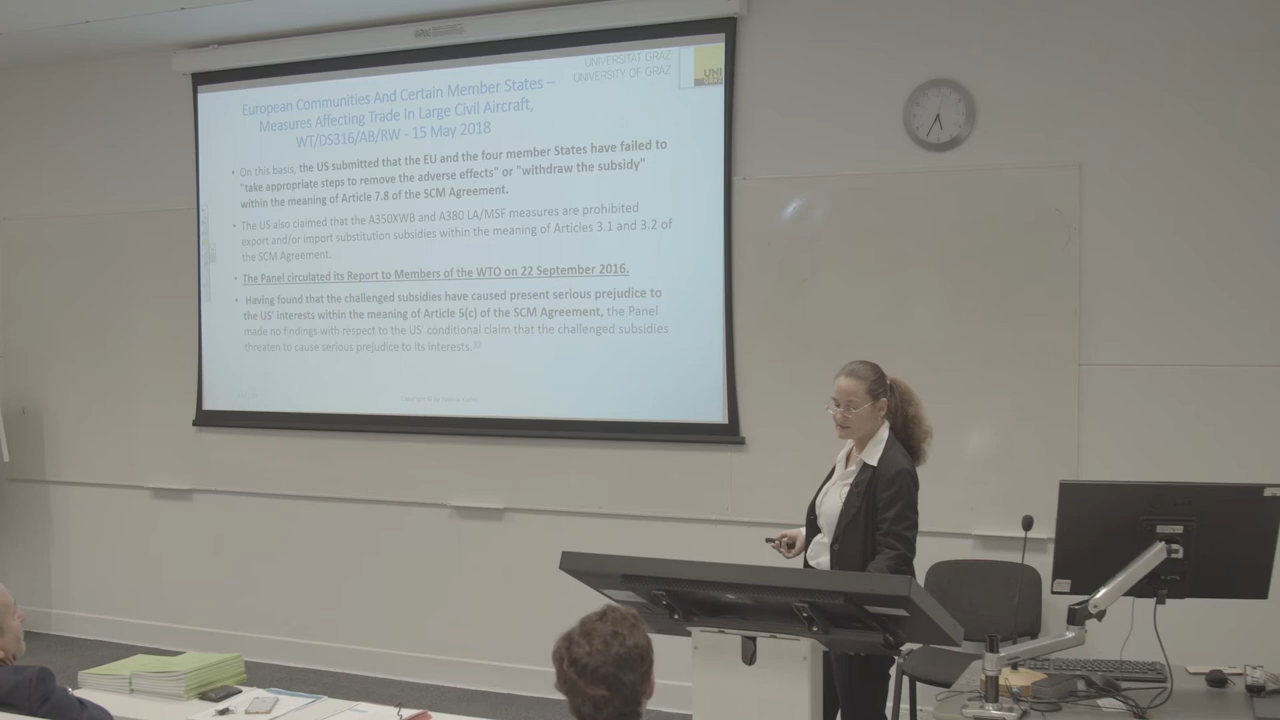 UNIVERSITÄT GRAZ
UNIVERSITY OF GRAZ
UNI
GRAZ
European Communities And Certain Member States –
Measures Affecting Trade In Large Civil Aircraft,
WT/DS316/AB/RW - 15 May 2018
• On this basis, the US submitted that the EU and the four member States have failed to
"take appropriate steps to remove the adverse effects" or "withdraw the subsidy"
within the meaning of Article 7.8 of the SCM Agreement.
• The US also claimed that the A350XWB and A380 LA/MSF measures are prohibited
export and/or import substitution subsidies within the meaning of Articles 3.1 and 3.2 of
the SCM Agreement.
• The Panel circulated its Report to Members of the WTO on 22 September 2016.
• Having found that the challenged subsidies have caused present serious prejudice to
the US' interests within the meaning of Article 5(c) of the SCM Agreement, the Panel
made no findings with respect to the US' conditional claim that the challenged subsidies
threaten to cause serious prejudice to its interests.